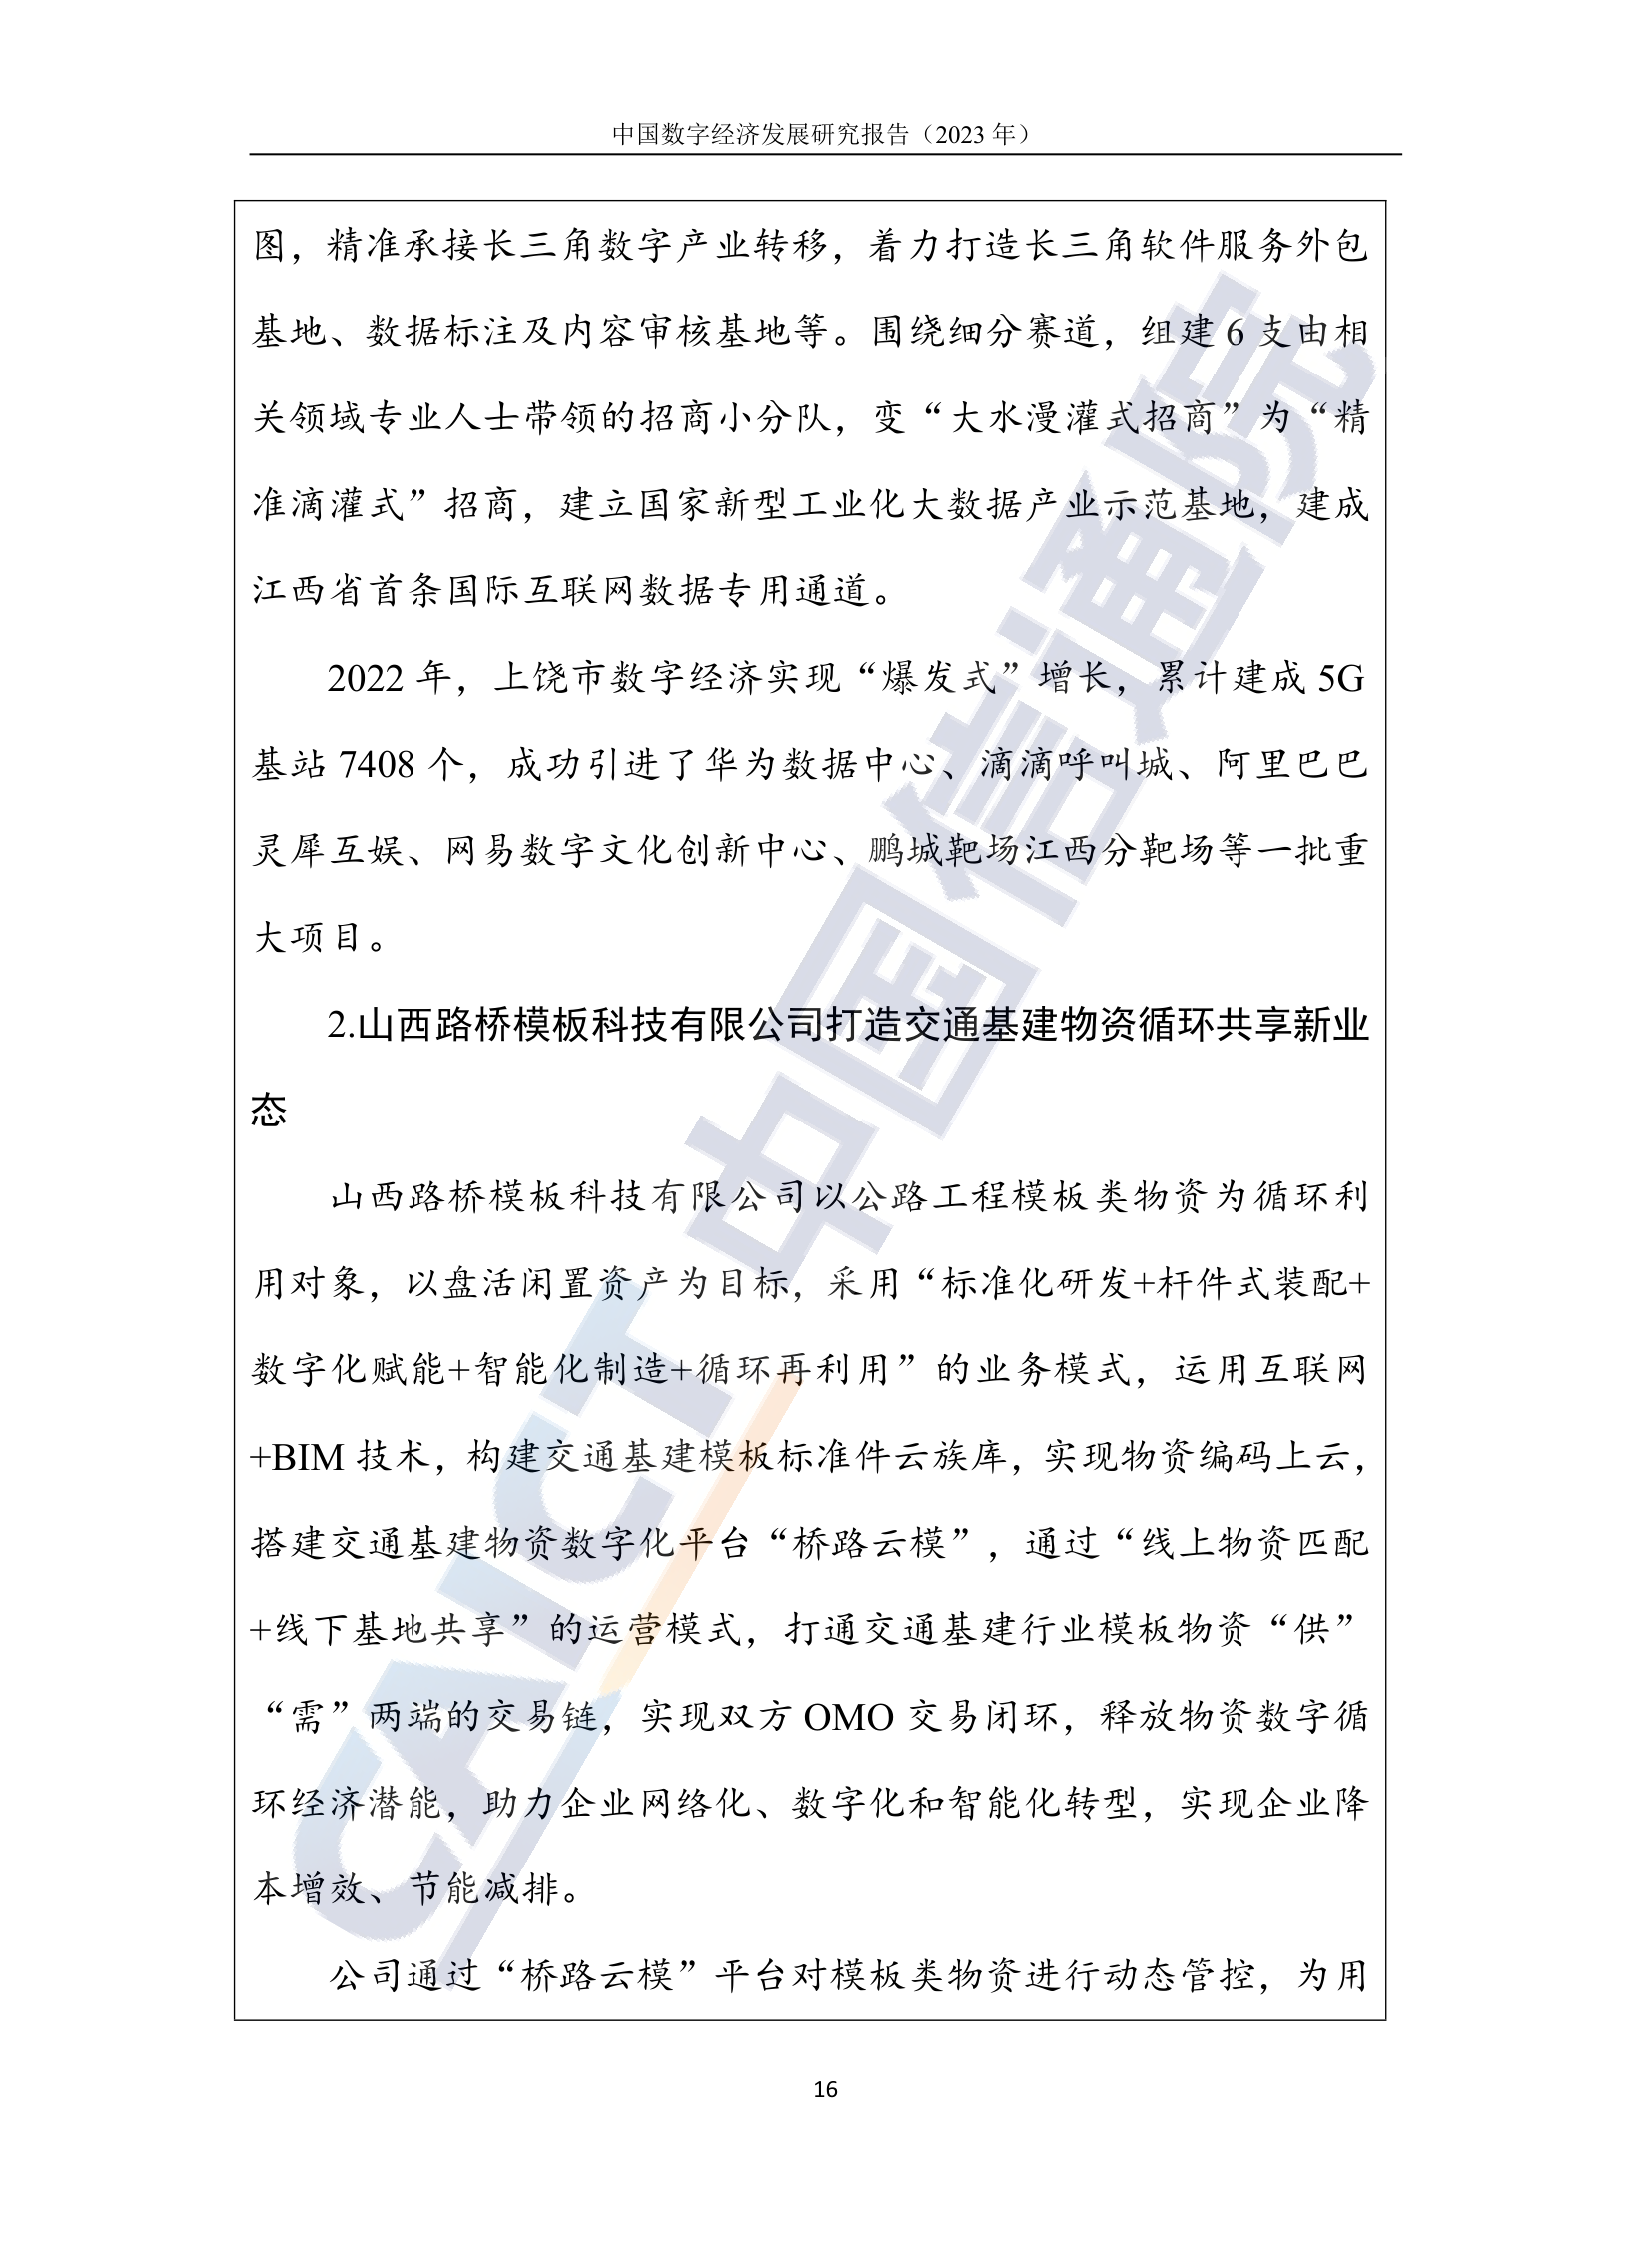 中国数字经济发展研究报告（2023 年）
图，精准承接长三角数字产业转移，着力打造长三角软件服务外包
基地、数据标注及内容审核基地等。围绕细分赛道，组建 6 支由相
关领域专业人士带领的招商小分队，变“大水漫灌式招商”为“精
准滴灌式”招商，建立国家新型工业化大数据产业示范基地，建成
江西省首条国际互联网数据专用通道。
2022 年，上饶市数字经济实现“爆发式”增长，累计建成 5G
基站 7408 个，成功引进了华为数据中心、滴滴呼叫城、阿里巴巴
灵犀互娱、网易数字文化创新中心、鹏城靶场江西分靶场等一批重
大项目。
2.山西路桥模板科技有限公司打造交通基建物资循环共享新业
态
山西路桥模板科技有限公司以公路工程模板类物资为循环利
用对象，以盘活闲置资产为目标，采用“标准化研发+杆件式装配+
数字化赋能+智能化制造+循环再利用”的业务模式，运用互联网
+BIM 技术，构建交通基建模板标准件云族库，实现物资编码上云，
搭建交通基建物资数字化平台“桥路云模”，通过“线上物资匹配
+线下基地共享”的运营模式，打通交通基建行业模板物资“供”
“需”两端的交易链，实现双方 OMO 交易闭环，释放物资数字循
环经济潜能，助力企业网络化、数字化和智能化转型，实现企业降
本增效、节能减排。
公司通过“桥路云模”平台对模板类物资进行动态管控，为用
CAICT 中国信通院
16